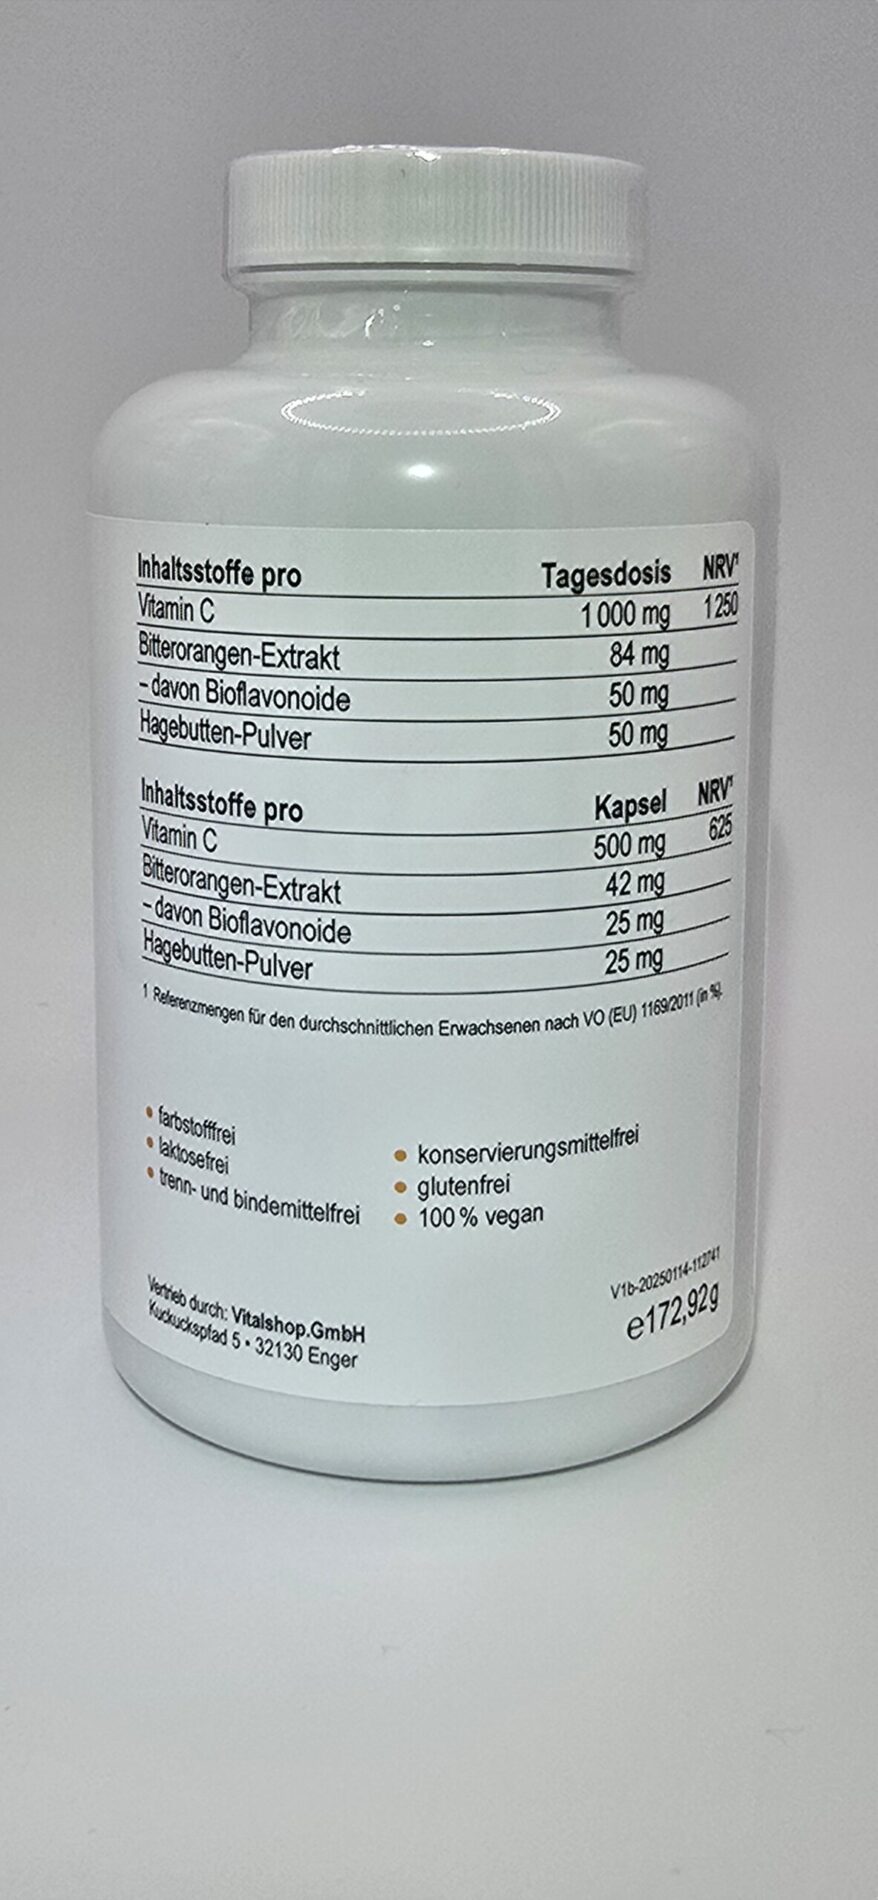 Inhaltsstoffe pro Tagesdosis NRV¹
Vitamin C 1 000 mg 1 250
Bitterorangen-Extrakt 84 mg
– davon Bioflavonoide 50 mg
Hagebutten-Pulver 50 mg
Inhaltsstoffe pro Kapsel NRV¹
Vitamin C 500 mg 625
Bitterorangen-Extrakt 42 mg
– davon Bioflavonoide 25 mg
Hagebutten-Pulver 25 mg
1 Referenzmengen für den durchschnittlichen Erwachsenen nach VO (EU) 1169/2011 (in %).
• farbstofffrei
• laktosefrei
• trenn- und bindemittelfrei
• konservierungsmittelfrei
• glutenfrei
• 100 % vegan
Vertrieb durch: Vitalshop.GmbH
Kuckuckspfad 5 • 32130 Enger
V1b-20250114-112741
e172,92g